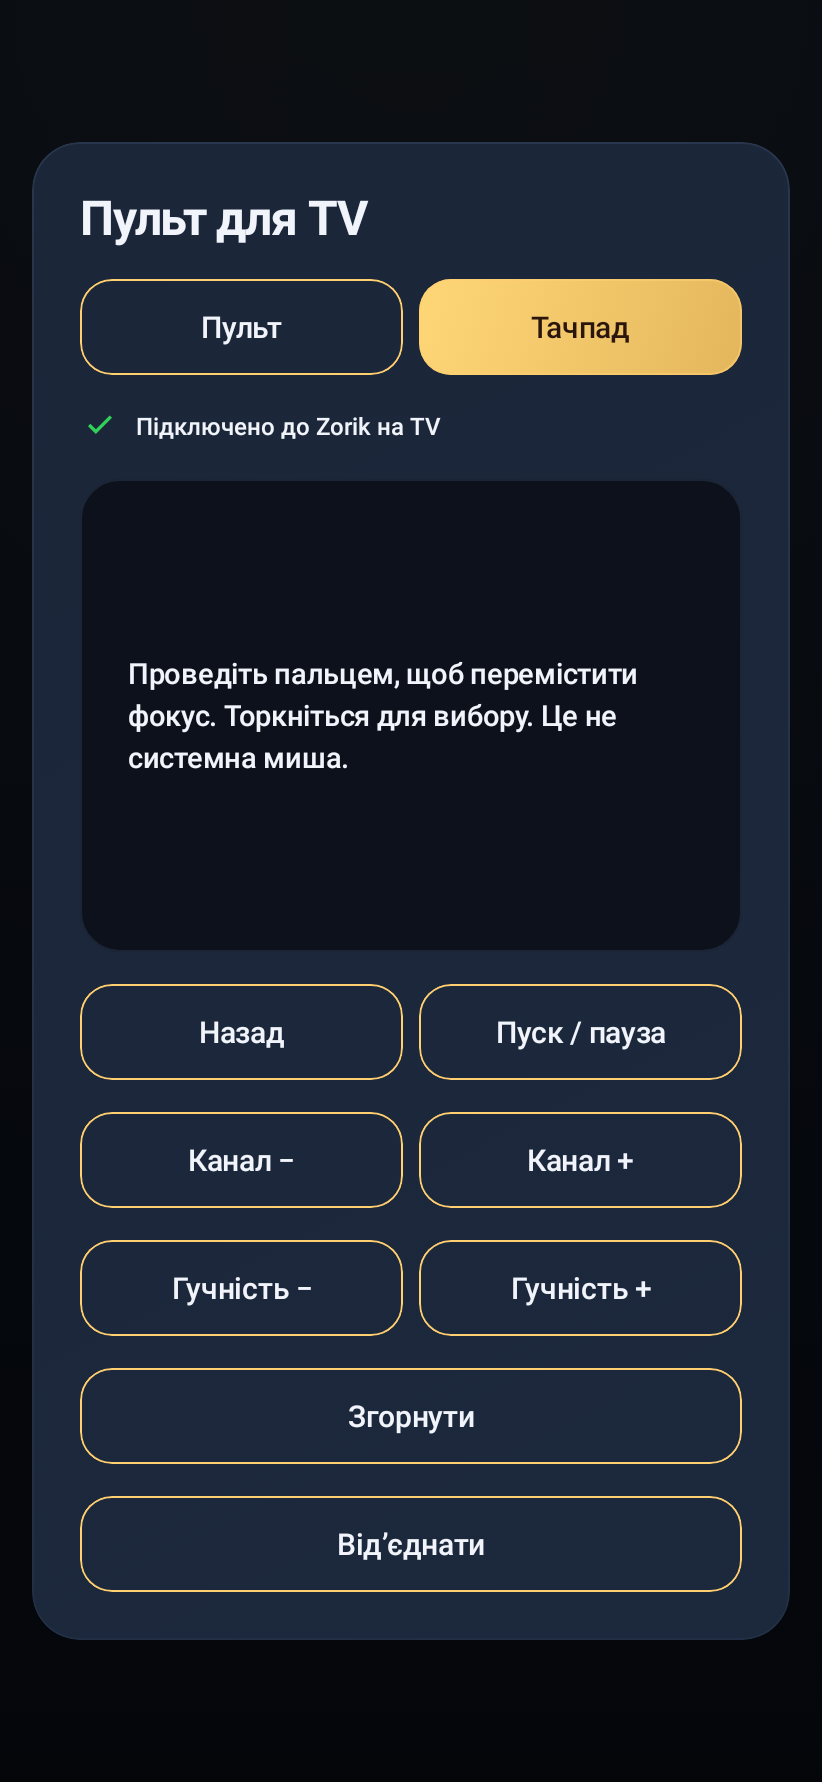 Пульт для TV
Пульт
Тачпад
Підключено до Zorik на TV
Проведіть пальцем, щоб перемістити
фокус. Торкніться для вибору. Це не
системна миша.
Назад
Пуск / пауза
Канал −
Канал +
Гучність −
Гучність +
Згорнути
Від’єднати